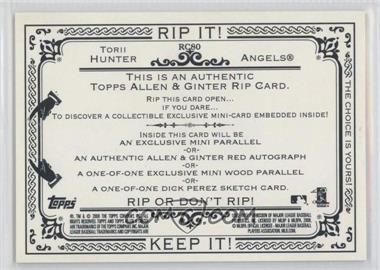 RIP IT!
TORII HUNTER
RC80
ANGELS®
THIS IS AN AUTHENTIC
TOPPS ALLEN & GINTER RIP CARD.
RIP THIS CARD OPEN...
IF YOU DARE...
TO DISCOVER A COLLECTIBLE EXCLUSIVE MINI-CARD EMBEDDED INSIDE!
INSIDE THIS CARD WILL BE
AN EXCLUSIVE MINI PARALLEL
-OR-
AN AUTHENTIC ALLEN & GINTER RED AUTOGRAPH
-OR-
A ONE-OF-ONE EXCLUSIVE MINI WOOD PARALLEL
-OR-
A ONE-OF-ONE DICK PEREZ SKETCH CARD.
RIP OR DON'T RIP!
THE CHOICE IS YOURS!
Topps
KEEP IT!